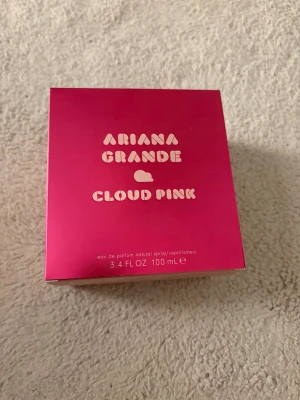 ARIANA
GRANDE
CLOUD PINK
eau de parfum natural spray/vaporisateur
3.4 FL OZ 100 mL e